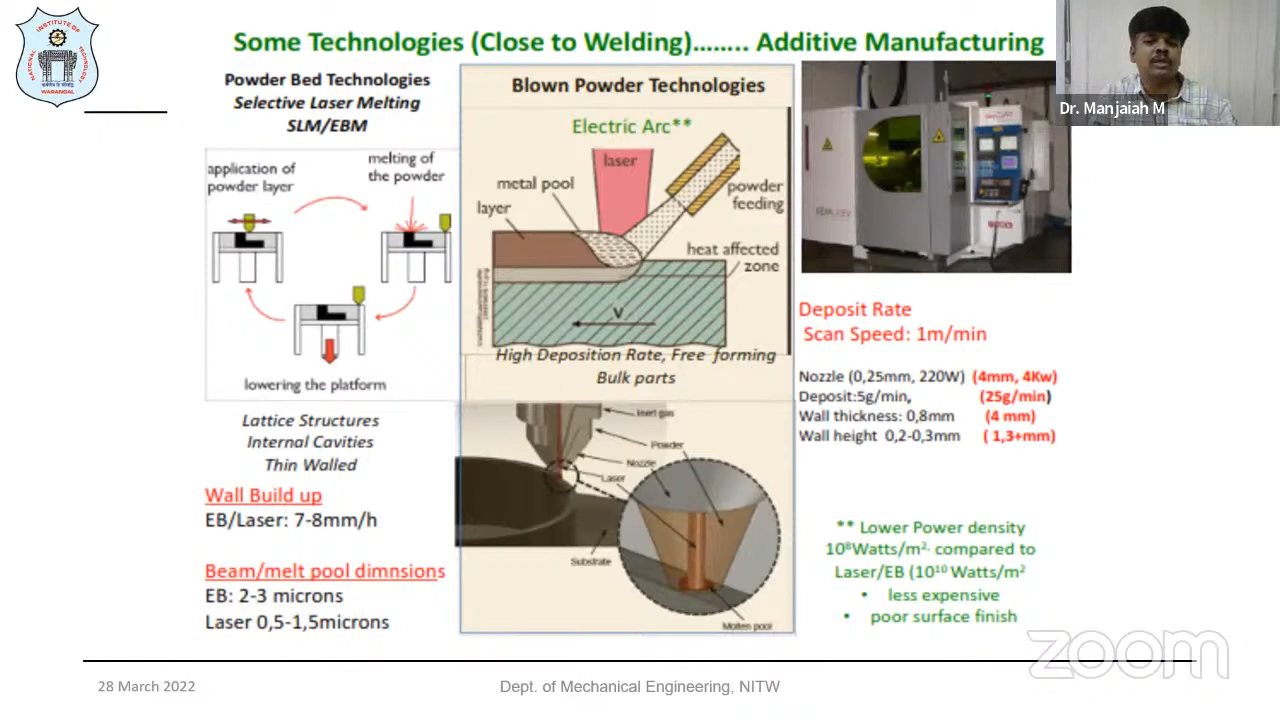 INSTITUTE OF
NATIONAL
TECHNOLOGY
WARANGAL
Some Technologies (Close to Welding)…….. Additive Manufacturing
Dr. Manjaiah M
Powder Bed Technologies
Selective Laser Melting
SLM/EBM
application of
powder layer
melting of
the powder
lowering the platform
Lattice Structures
Internal Cavities
Thin Walled
Wall Build up
EB/Laser: 7-8mm/h
Beam/melt pool dimnsions
EB: 2-3 microns
Laser 0,5-1,5microns
Blown Powder Technologies
Electric Arc**
laser
metal pool
layer
powder
feeding
heat affected
zone
v
High Deposition Rate, Free forming
Bulk parts
Inert gas
Powder
Nozzle
Laser
Substrate
Molten pool
Deposit Rate
Scan Speed: 1m/min
Nozzle (0,25mm, 220W) (4mm, 4Kw)
Deposit:5g/min, (25g/min)
Wall thickness: 0,8mm (4 mm)
Wall height 0,2-0,3mm ( 1,3+mm)
** Lower Power density
10⁸Watts/m², compared to
Laser/EB (10¹⁰ Watts/m²
• less expensive
• poor surface finish
zoom
28 March 2022
Dept. of Mechanical Engineering, NITW